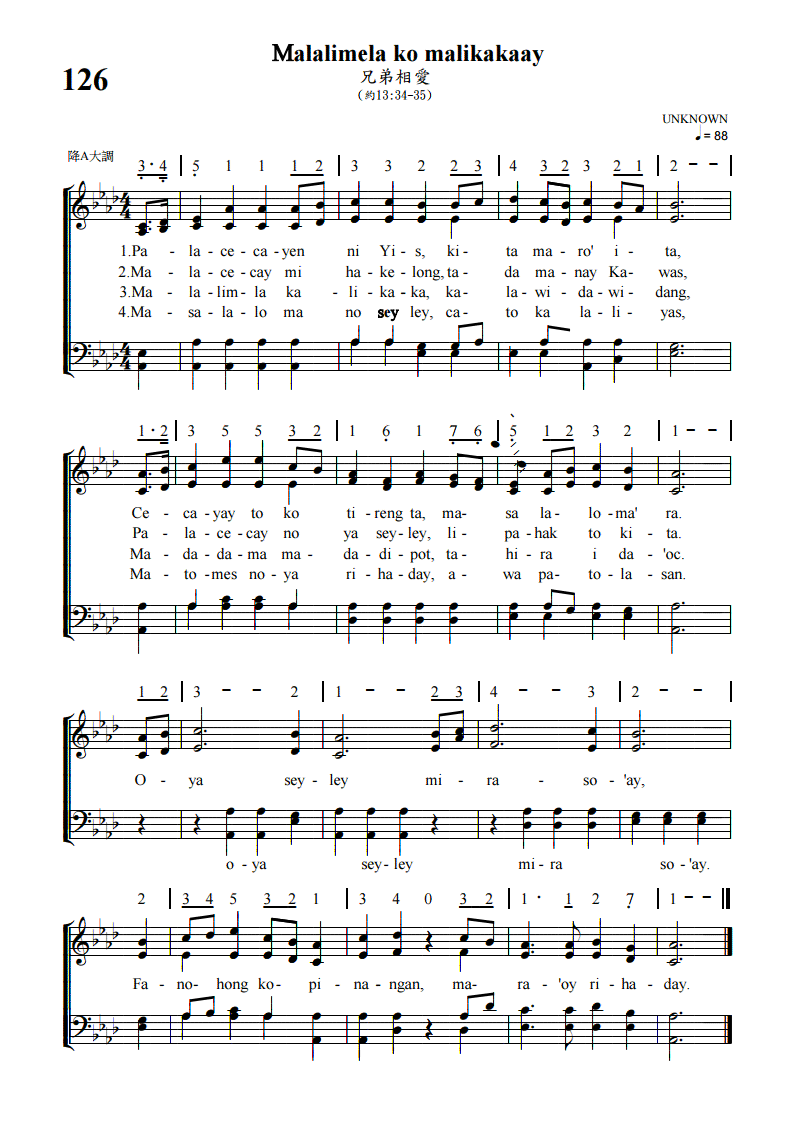 Malalimela ko malikakaay
126
兄弟相愛
(約13:34-35)
UNKNOWN
♩= 88
降A大調
3· 4 | 5 1 1 1 2 | 3 3 2 2 3 | 4 3 2 3 2 1 | 2 - - |
1.Pa - la - ce - ca - yen ni Yis, ki - ta ma - ro' i - ta,
2.Ma - la - ce - cay mi ha - ke - long, ta - da ma - nay Ka - was,
3.Ma - la - lim - la ka - li - ka - ka, ka - la - wi - da - wi - dang,
4.Ma - sa - la - lo ma no sey ley, ca - to ka la - li - yas,
1· 2 | 3 5 5 3 2 | 1 6 1 7 6 | 5 1 2 3 2 | 1 - - |
Ce - ca - yay to ko ti - reng ta, ma - sa la - lo - ma' ra.
Pa - la - ce - cay no ya sey - ley, li - pa - hak to ki - ta.
Ma - da - da - ma ma - da - di - pot, ta - hi - ra i da - 'oc.
Ma - to - mes no - ya ri - ha - day, a - wa pa - to - la - san.
1 2 | 3 - - 2 | 1 - - 2 3 | 4 - - 3 | 2 - - |
O - ya sey - ley mi - ra - so - 'ay,
o - ya sey - ley mi - ra so - 'ay.
2 | 3 4 5 3 2 1 | 3 4 0 3 2 | 1· 1 2 7 | 1 - -
Fa - no - hong ko - pi - na - ngan, ma - ra - 'oy ri - ha - day.